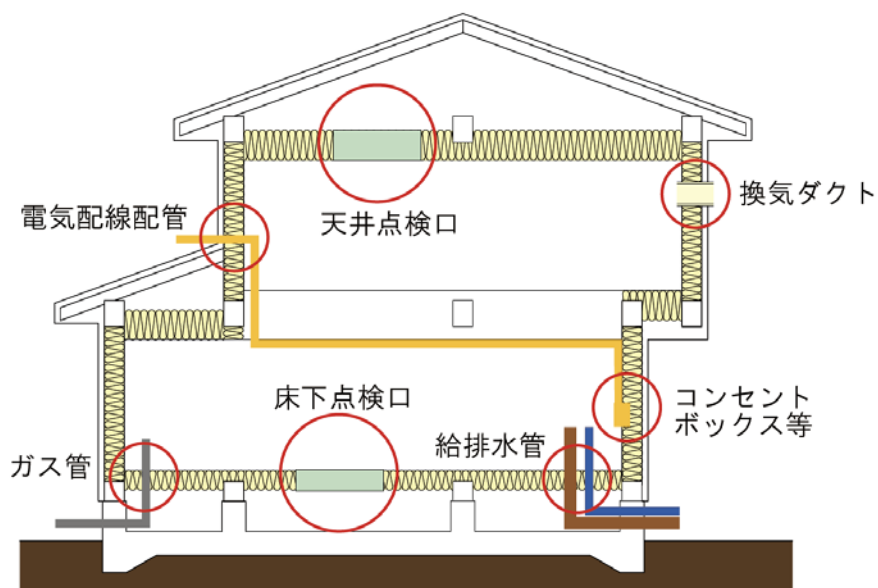 換気ダクト
電気配線配管
天井点検口
床下点検口
コンセント
ボックス等
給排水管
ガス管